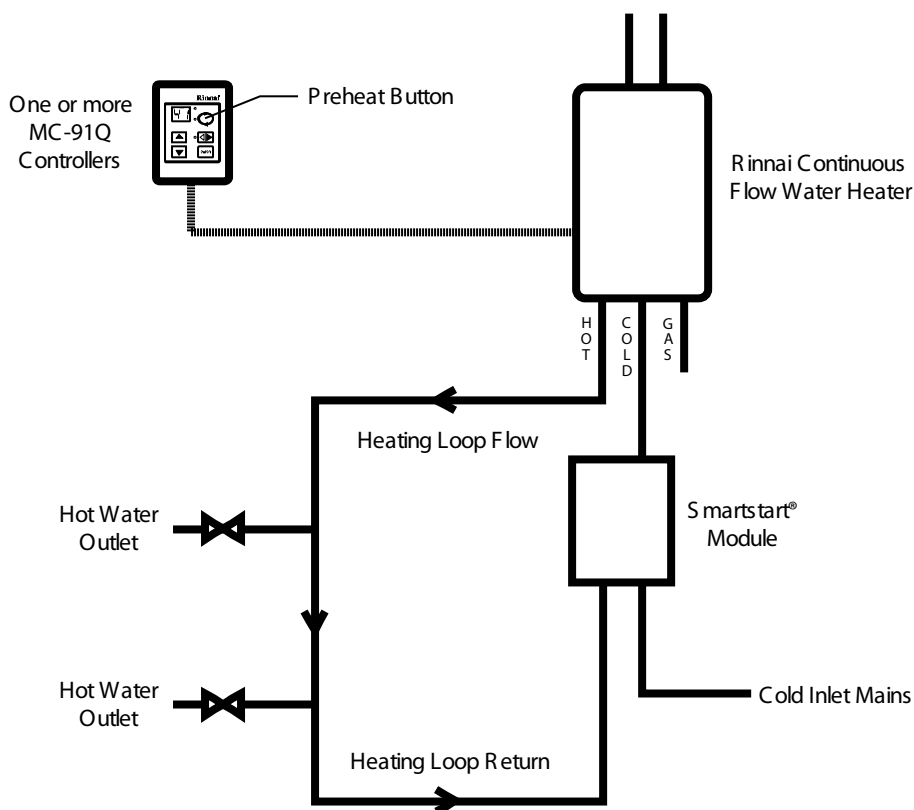 One or more
MC-91Q
Controllers
Rinnai
41
Preheat Button
Rinnai Continuous
Flow Water Heater
HOT
COLD
GAS
Heating Loop Flow
Hot Water
Outlet
Smartstart®
Module
Hot Water
Outlet
Cold Inlet Mains
Heating Loop Return